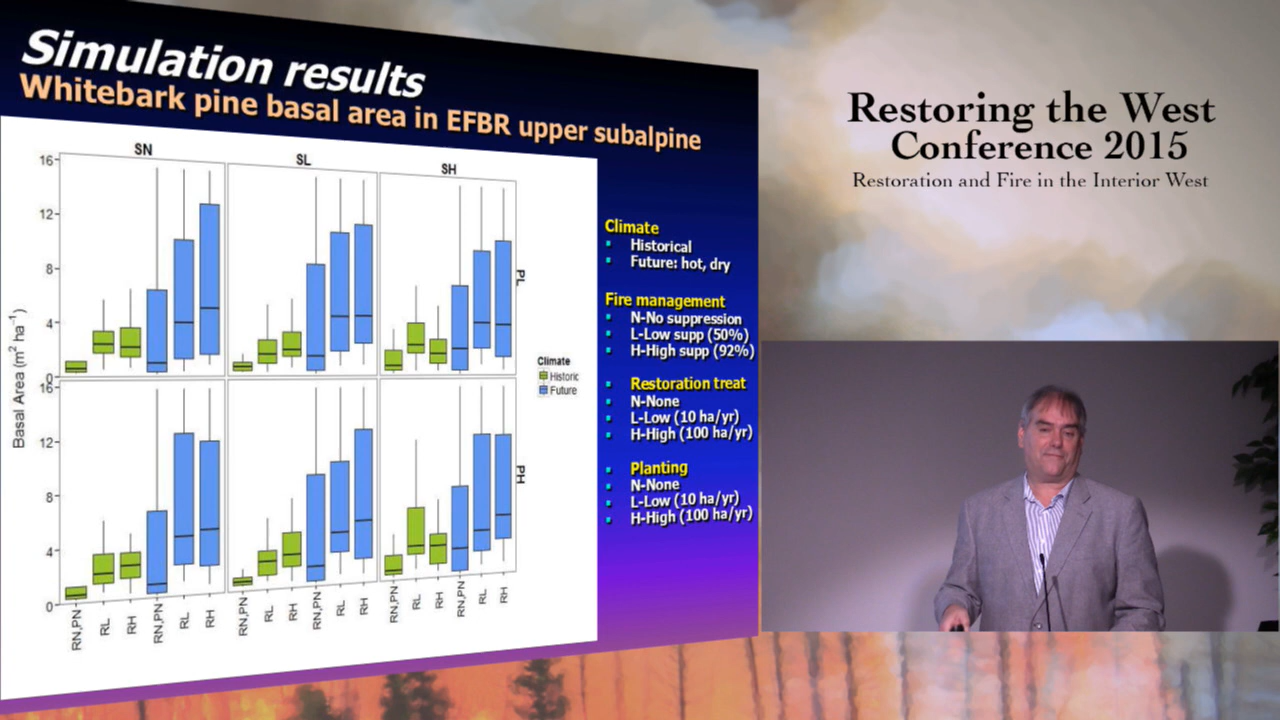 Simulation results
Whitebark pine basal area in EFBR upper subalpine
SN
SL
SH
16
12
8
4
0
PL
16
12
8
4
0
PH
Basal Area (m² ha⁻¹)
RN,PN
RL
RH
RN,PN
RL
RH
RN,PN
RL
RH
RN,PN
RL
RH
RN,PN
RL
RH
RN,PN
RL
RH
Climate
Historic
Future
Climate
Historical
Future: hot, dry
Fire management
N-No suppression
L-Low supp (50%)
H-High supp (92%)
Restoration treat
N-None
L-Low (10 ha/yr)
H-High (100 ha/yr)
Planting
N-None
L-Low (10 ha/yr)
H-High (100 ha/yr)
Restoring the West
Conference 2015
Restoration and Fire in the Interior West